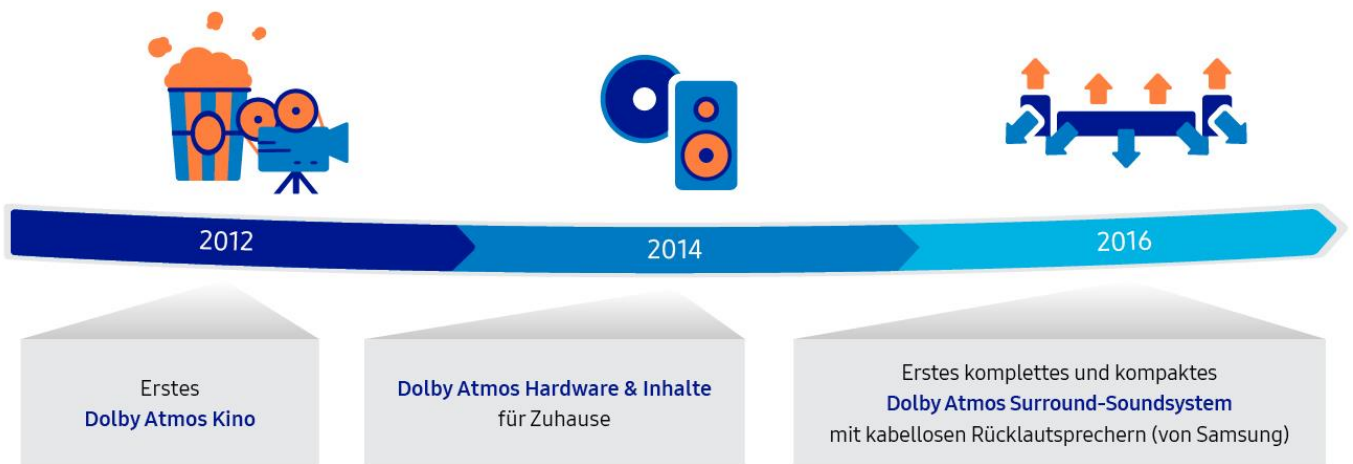 2012
2014
2016
Erstes
Dolby Atmos Kino
Dolby Atmos Hardware & Inhalte
für Zuhause
Erstes komplettes und kompaktes
Dolby Atmos Surround-Soundsystem
mit kabellosen Rücklautsprechern (von Samsung)